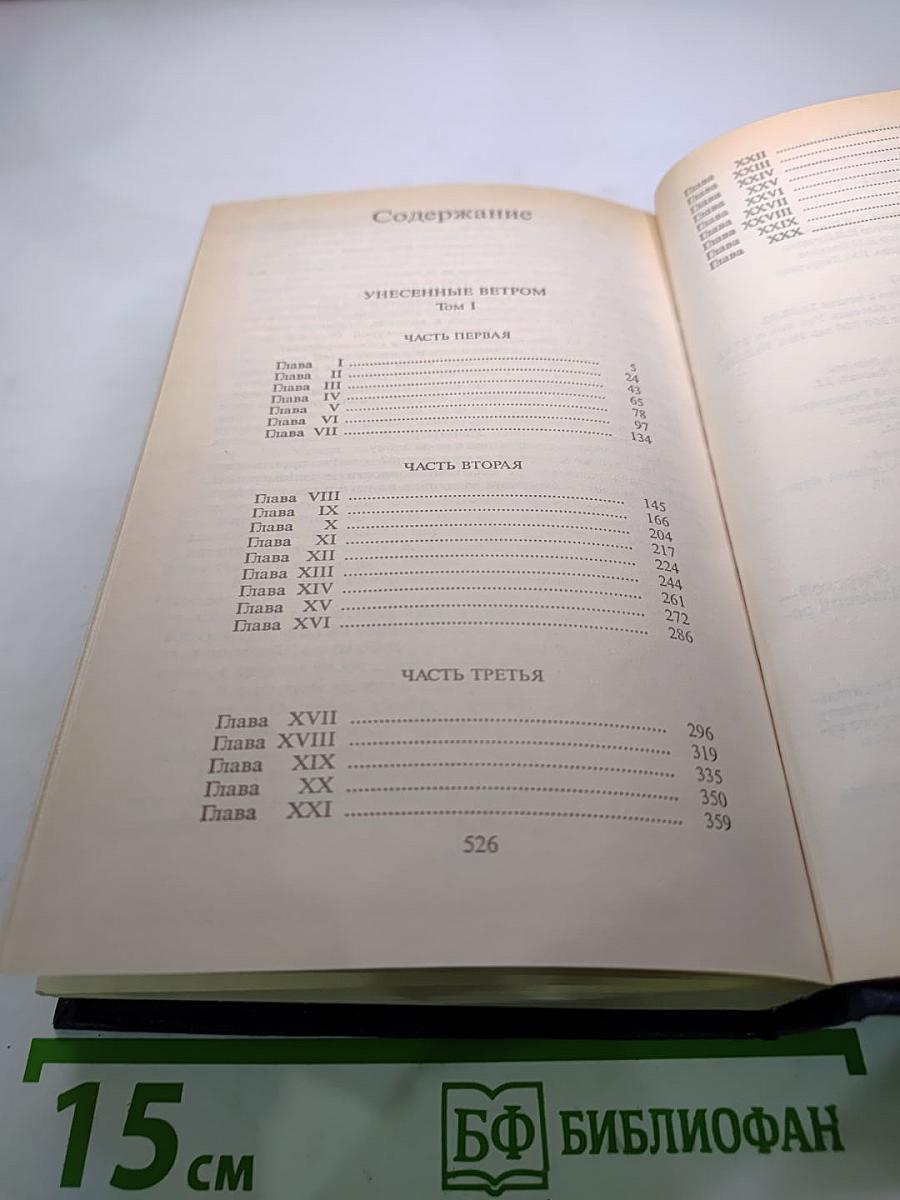 Содержание
УНЕСЕННЫЕ ВЕТРОМ
Том I
ЧАСТЬ ПЕРВАЯ
Глава I ........ 5
Глава II ........ 24
Глава III ........ 43
Глава IV ........ 65
Глава V ........ 78
Глава VI ........ 97
Глава VII ........ 134
ЧАСТЬ ВТОРАЯ
Глава VIII ........ 145
Глава IX ........ 166
Глава X ........ 204
Глава XI ........ 217
Глава XII ........ 224
Глава XIII ........ 244
Глава XIV ........ 261
Глава XV ........ 272
Глава XVI ........ 286
ЧАСТЬ ТРЕТЬЯ
Глава XVII ........ 296
Глава XVIII ........ 319
Глава XIX ........ 335
Глава XX ........ 350
Глава XXI ........ 359
526
Глава XXII ........
Глава XXIII ........
Глава XXIV ........
Глава XXV ........
Глава XXVI ........
Глава XXVII ........
Глава XXVIII ........
Глава XXIX ........
Глава XXX ........
15 см
БФ БИБЛИОФАН